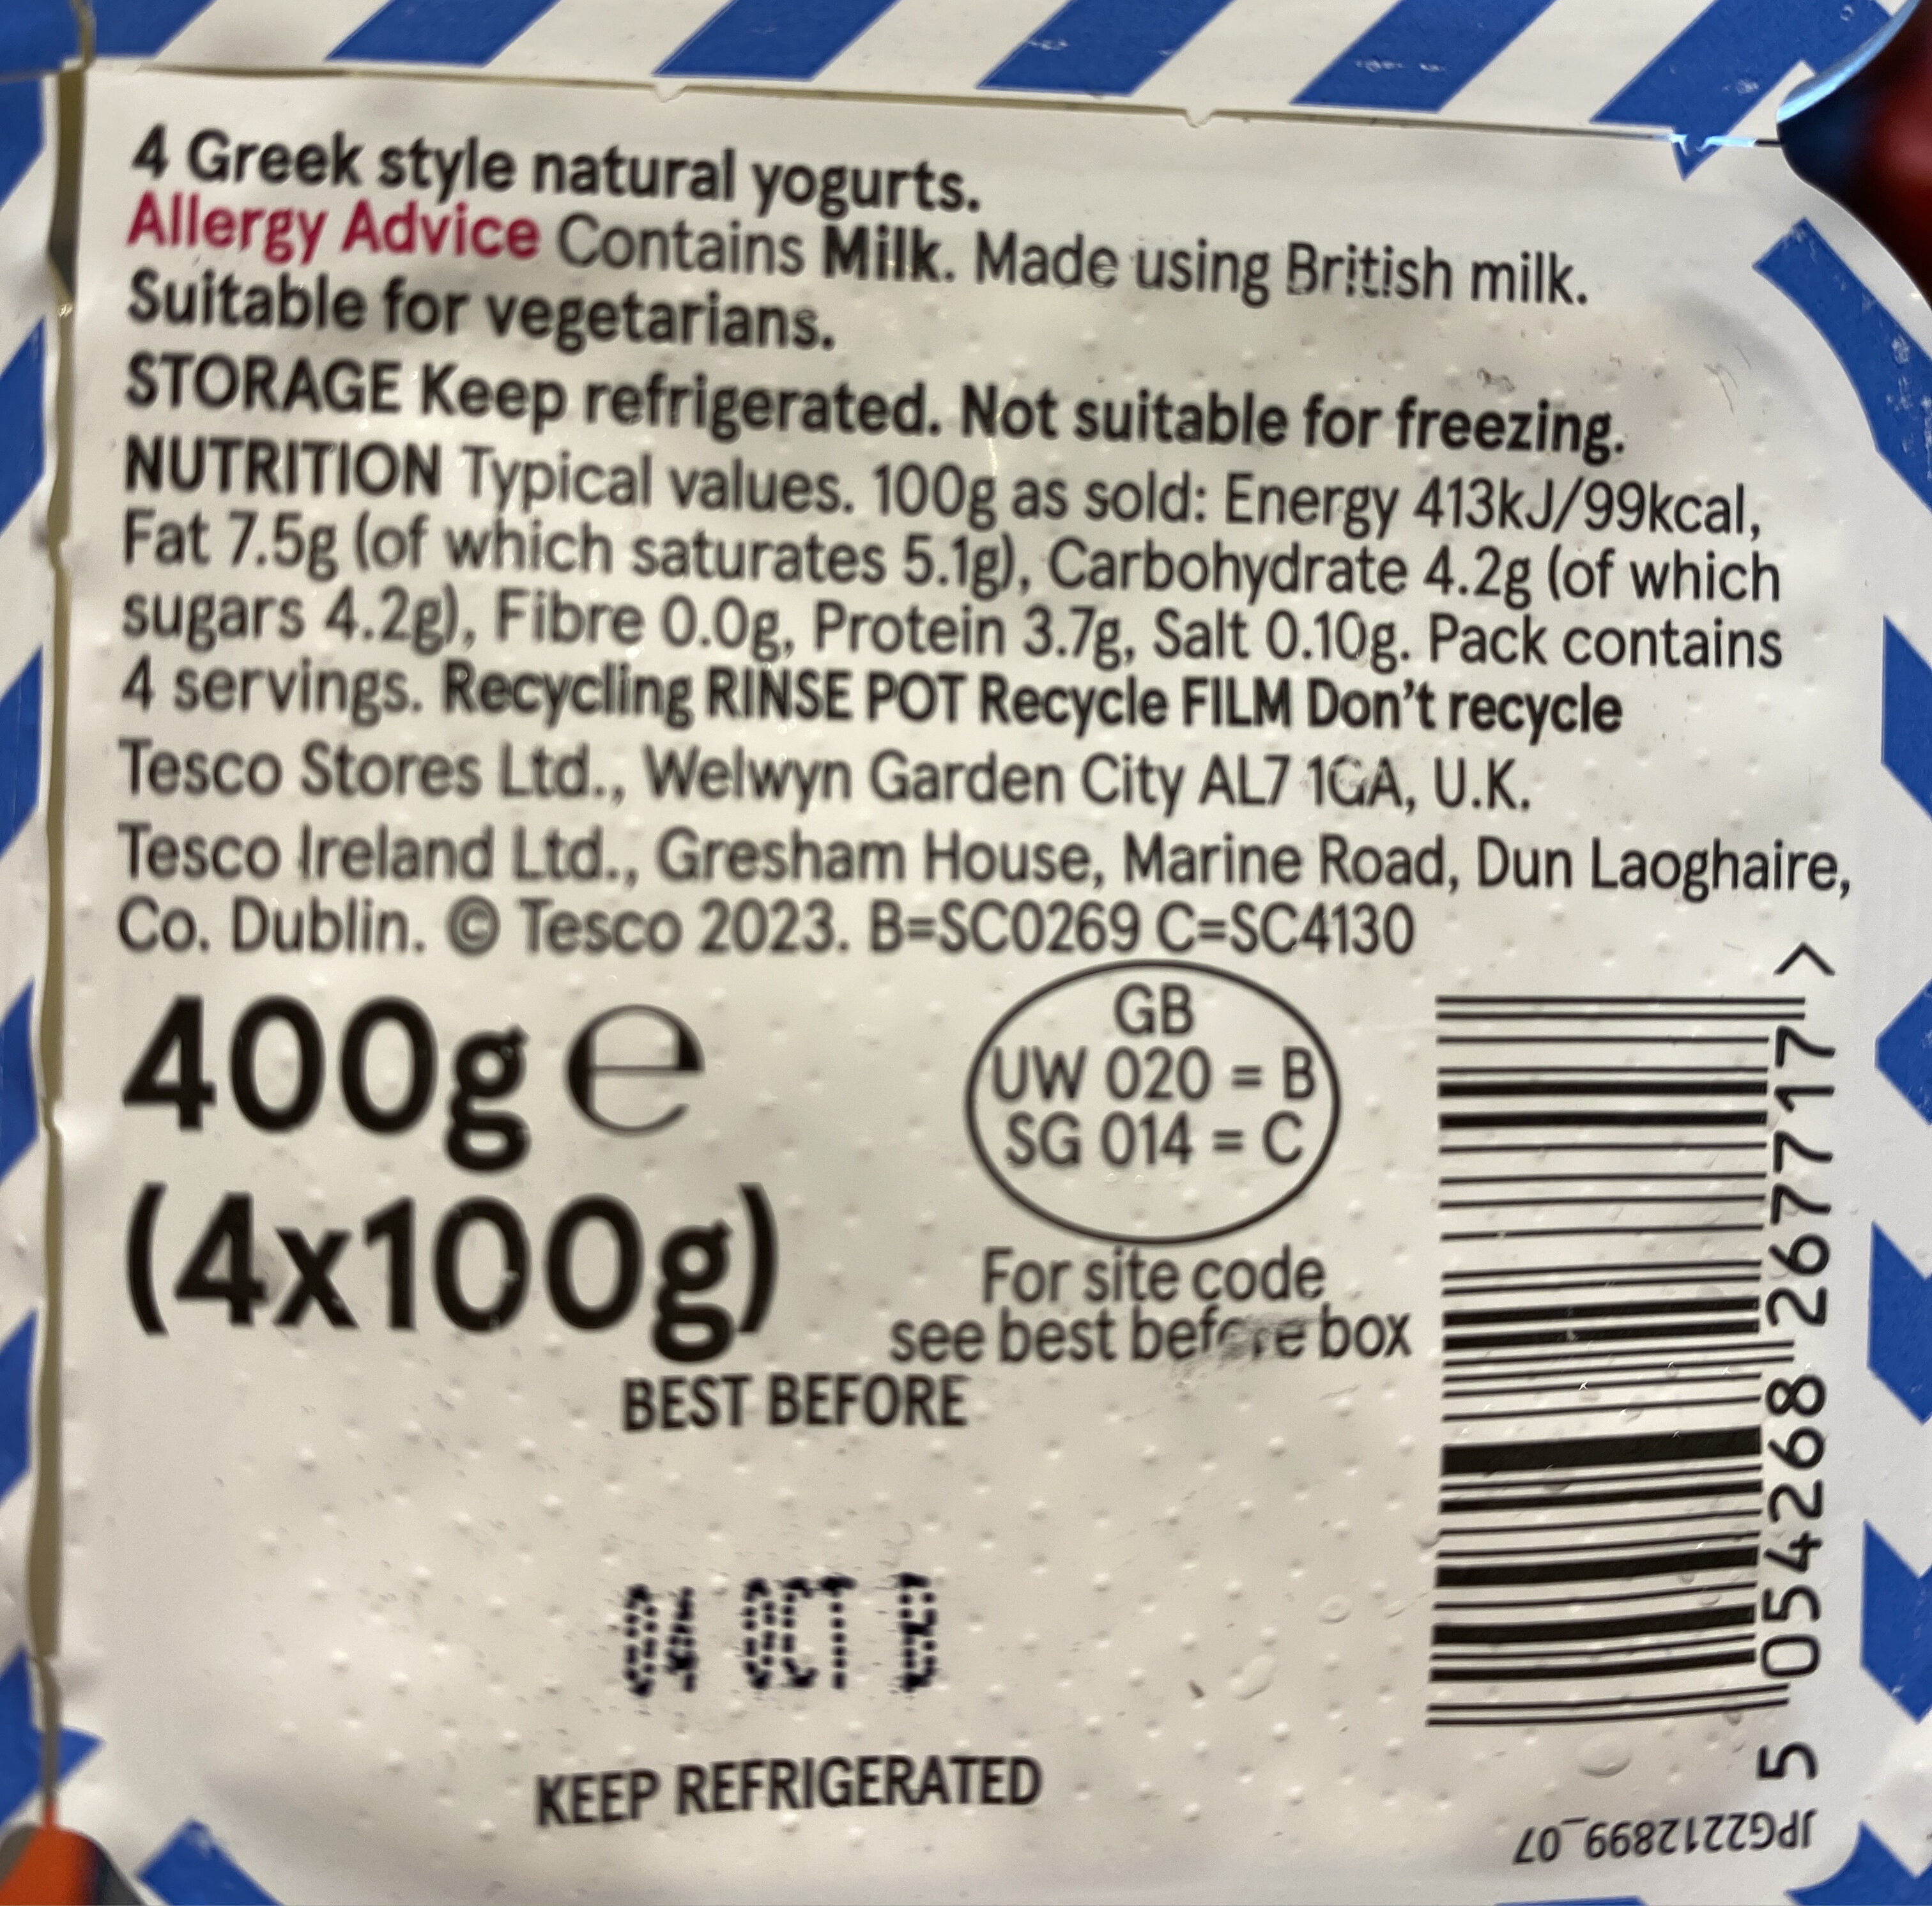 4 Greek style natural yogurts.
Allergy Advice Contains Milk. Made using British milk.
Suitable for vegetarians.
STORAGE Keep refrigerated. Not suitable for freezing.
NUTRITION Typical values. 100g as sold: Energy 413kJ/99kcal,
Fat 7.5g (of which saturates 5.1g), Carbohydrate 4.2g (of which
sugars 4.2g), Fibre 0.0g, Protein 3.7g, Salt 0.10g. Pack contains
4 servings. Recycling RINSE POT Recycle FILM Don't recycle
Tesco Stores Ltd., Welwyn Garden City AL7 1GA, U.K.
Tesco Ireland Ltd., Gresham House, Marine Road, Dun Laoghaire,
Co. Dublin. © Tesco 2023. B=SC0269 C=SC4130
400g e
(4x100g)
GB
UW 020 = B
SG 014 = C
For site code
see best before box
BEST BEFORE
04 OCT B
KEEP REFRIGERATED
5 054268 267717 >
JPG2212899_07